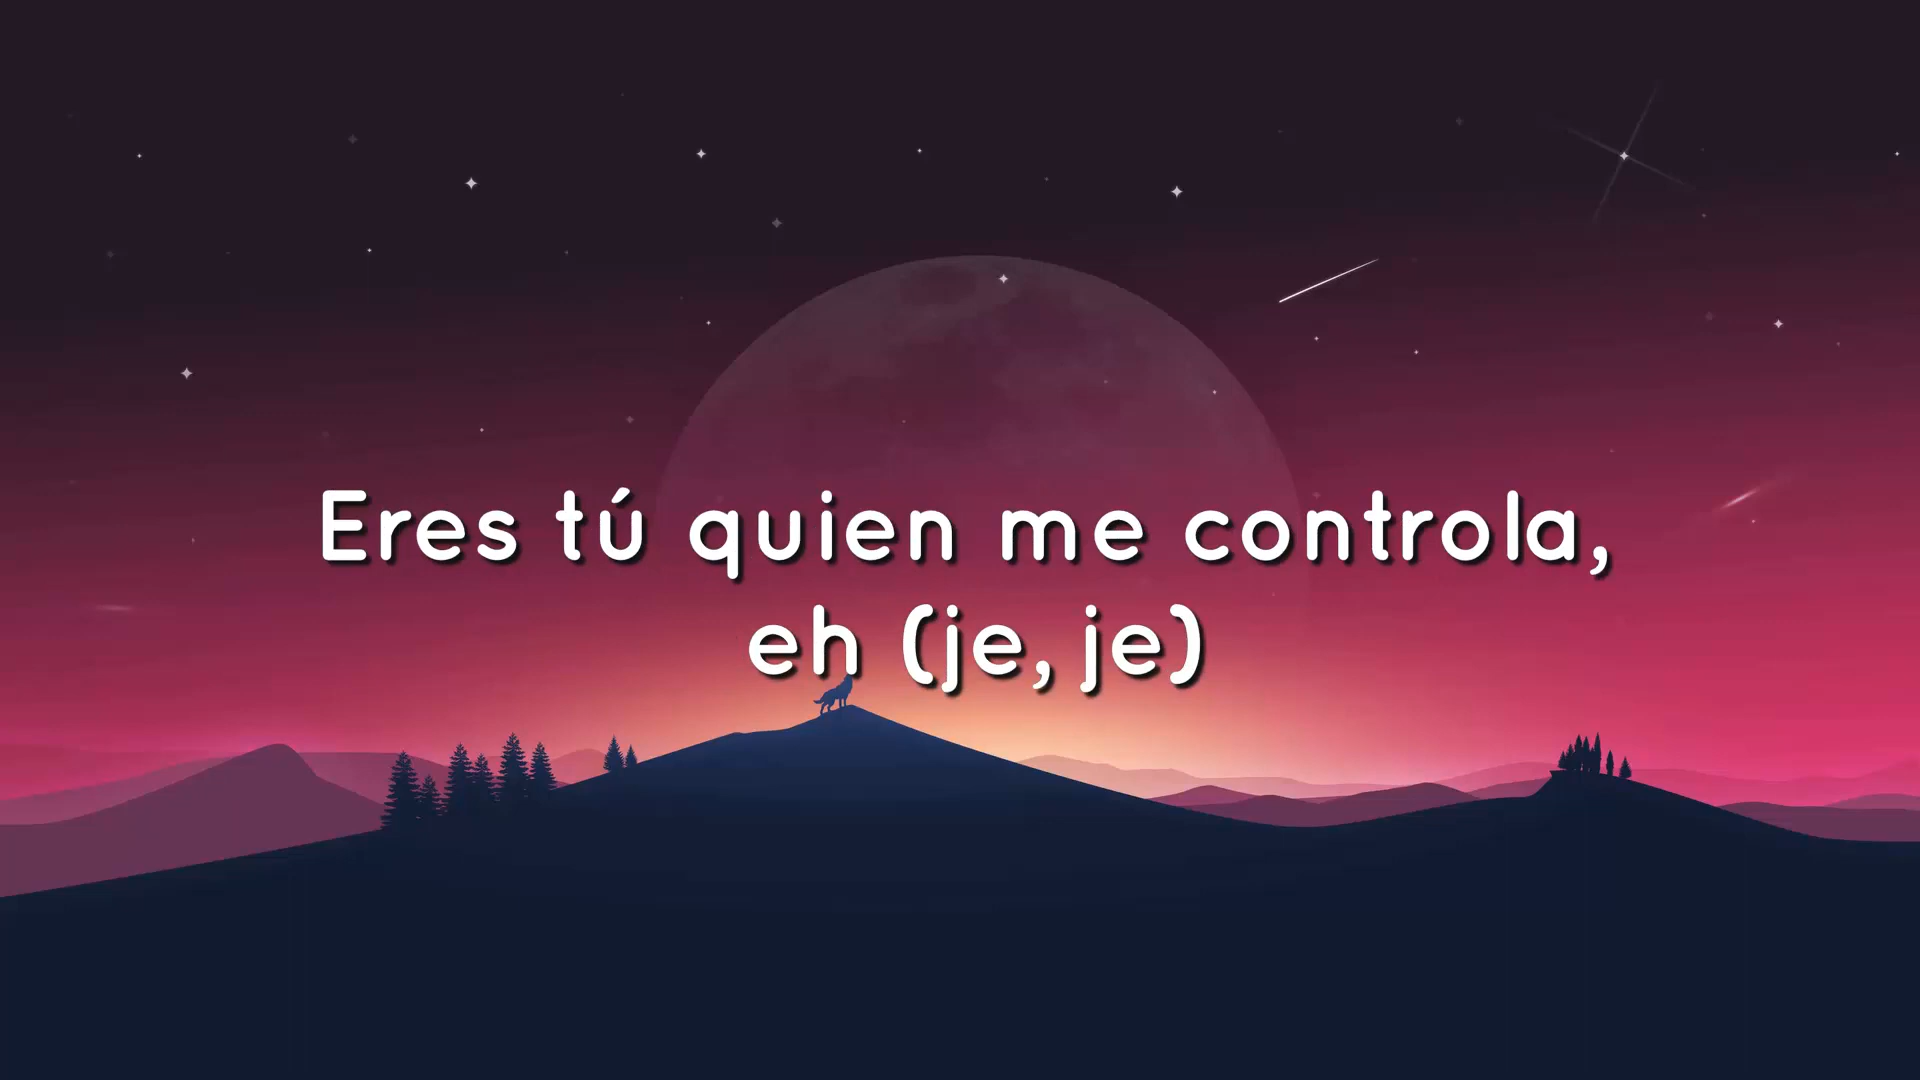 Eres tú quien me controla,
eh (je, je)